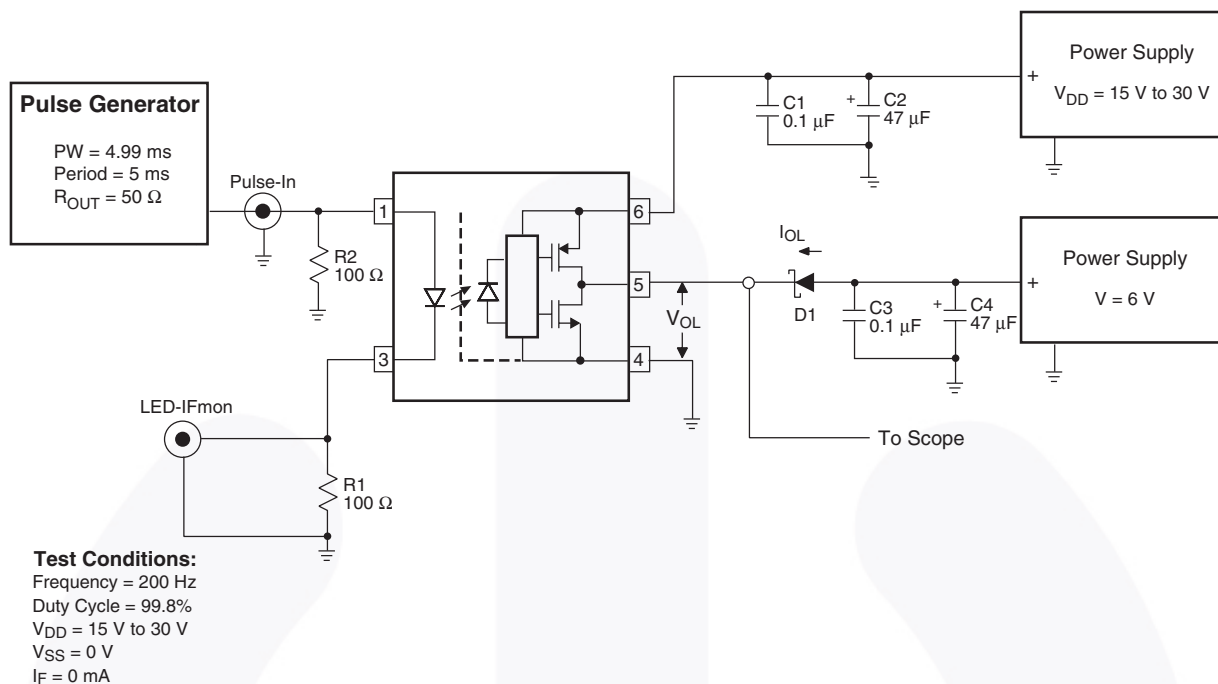 Pulse Generator
PW = 4.99 ms
Period = 5 ms
ROUT = 50 Ω
Pulse-In
R2
100 Ω
1
3
6
5
4
VOL
C1
0.1 μF
+
C2
47 μF
+
Power Supply
VDD = 15 V to 30 V
IOL
D1
C3
0.1 μF
+
C4
47 μF
+
Power Supply
V = 6 V
To Scope
LED-IFmon
R1
100 Ω
Test Conditions:
Frequency = 200 Hz
Duty Cycle = 99.8%
VDD = 15 V to 30 V
VSS = 0 V
IF = 0 mA